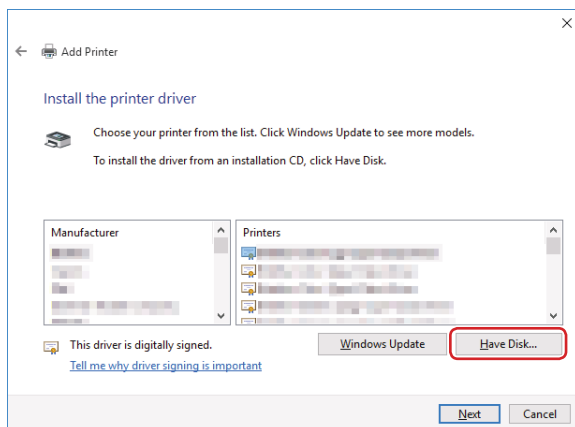 Add Printer
Install the printer driver
Choose your printer from the list. Click Windows Update to see more models.
To install the driver from an installation CD, click Have Disk.
Manufacturer
Printers
This driver is digitally signed.
Tell me why driver signing is important
Windows Update
Have Disk...
Next
Cancel